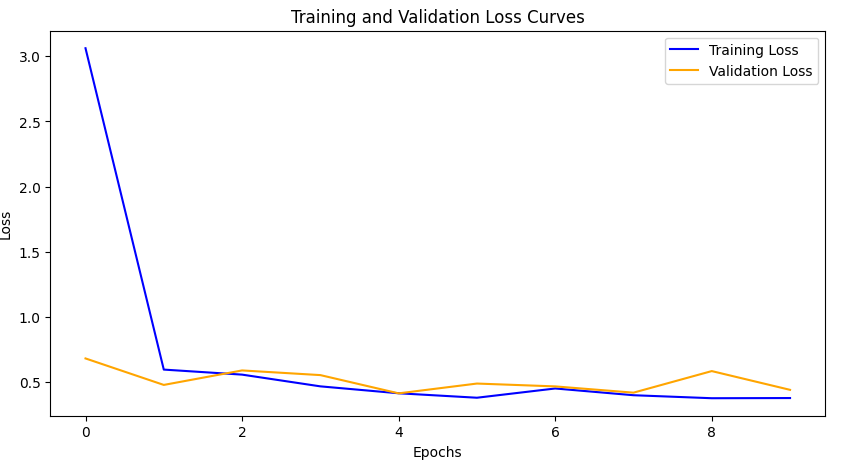 Training and Validation Loss Curves
Training Loss
Validation Loss
3.0
2.5
2.0
1.5
1.0
0.5
Loss
0 2 4 6 8
Epochs